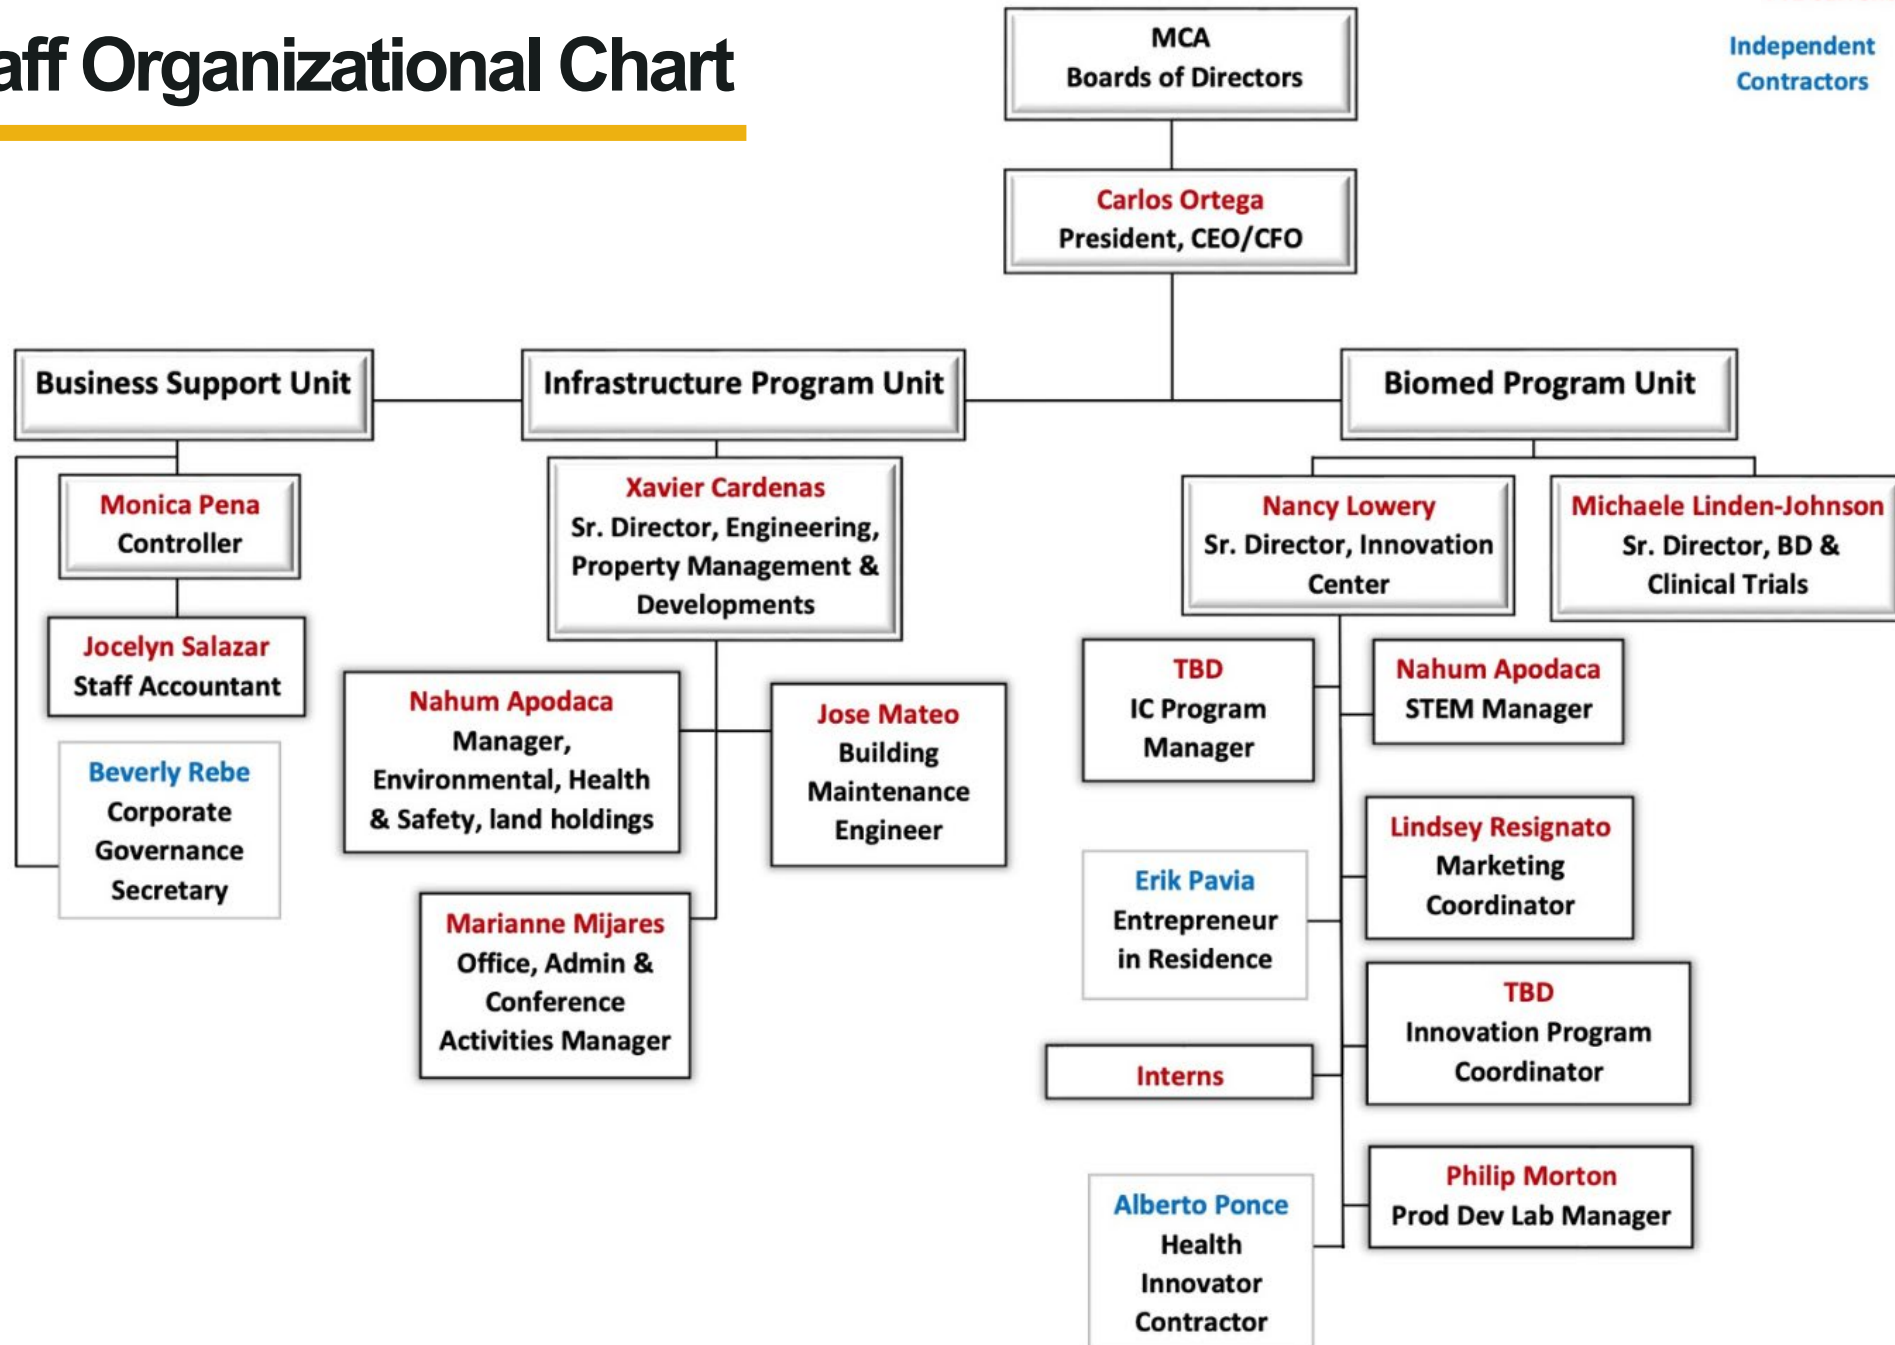 aff Organizational Chart
MCA
Boards of Directors
Independent
Contractors
Carlos Ortega
President, CEO/CFO
Business Support Unit
Infrastructure Program Unit
Biomed Program Unit
Monica Pena
Controller
Jocelyn Salazar
Staff Accountant
Beverly Rebe
Corporate
Governance
Secretary
Xavier Cardenas
Sr. Director, Engineering,
Property Management &
Developments
Nahum Apodaca
Manager,
Environmental, Health
& Safety, land holdings
Jose Mateo
Building
Maintenance
Engineer
Marianne Mijares
Office, Admin &
Conference
Activities Manager
Nancy Lowery
Sr. Director, Innovation
Center
Michaele Linden-Johnson
Sr. Director, BD &
Clinical Trials
TBD
IC Program
Manager
Nahum Apodaca
STEM Manager
Lindsey Resignato
Marketing
Coordinator
Erik Pavia
Entrepreneur
in Residence
TBD
Innovation Program
Coordinator
Interns
Philip Morton
Prod Dev Lab Manager
Alberto Ponce
Health
Innovator
Contractor